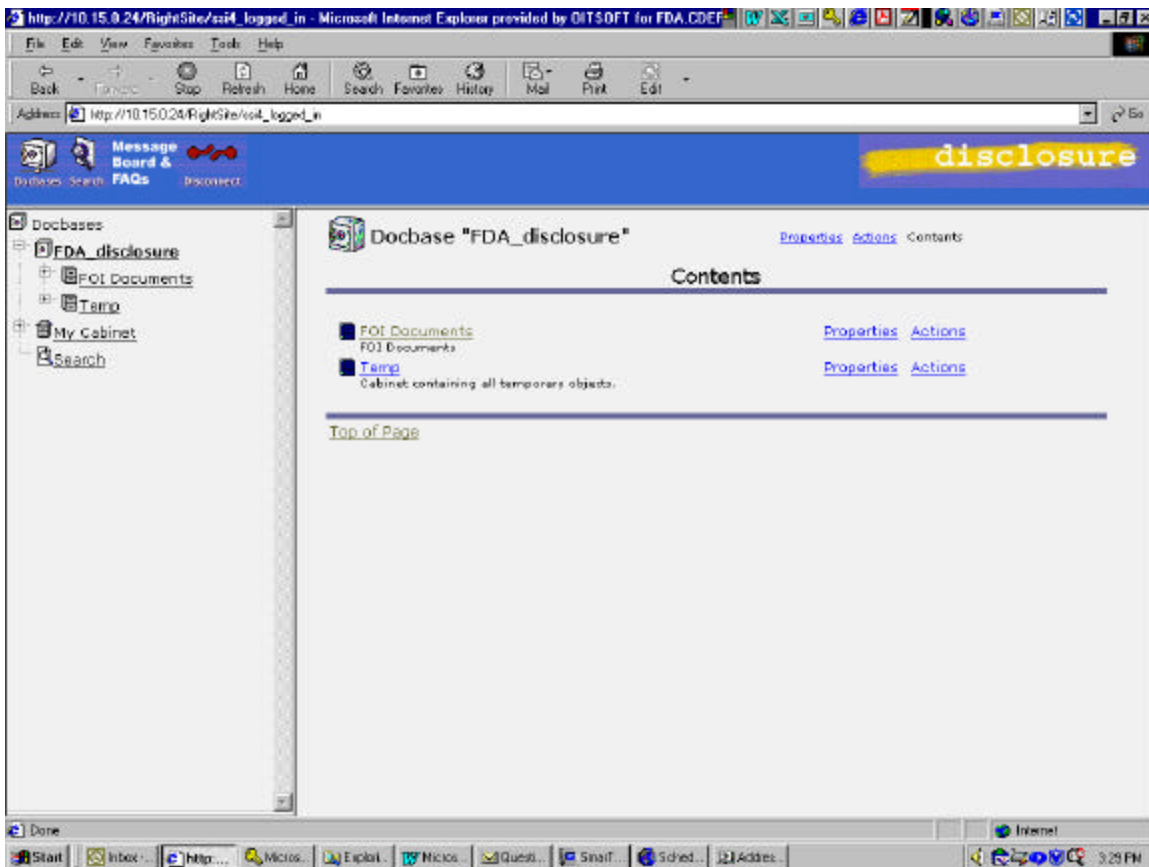 http://10.15.0.24/RightSite/ssi4_logged_in - Microsoft Internet Explorer provided by OITSOFT for FDA.CDER
File Edit View Favorites Tools Help
Back Forward Stop Refresh Home Search Favorites History Mail Print Edit
Address http://10.15.0.24/RightSite/ssi4_logged_in Go
Message
Board &
FAQs
Docbases Search Disconnect
disclosure
Docbases
FDA_disclosure
FOI Documents
Temp
My Cabinet
Search
Docbase "FDA_disclosure" Properties Actions Contents
Contents
FOI Documents Properties Actions
FOI Documents
Temp Properties Actions
Cabinet containing all temporary objects.
Top of Page
Done Internet
Start Inbox -... http:... Micros... Explori... Micros... Questi... Sched... Addres... 3:29 PM